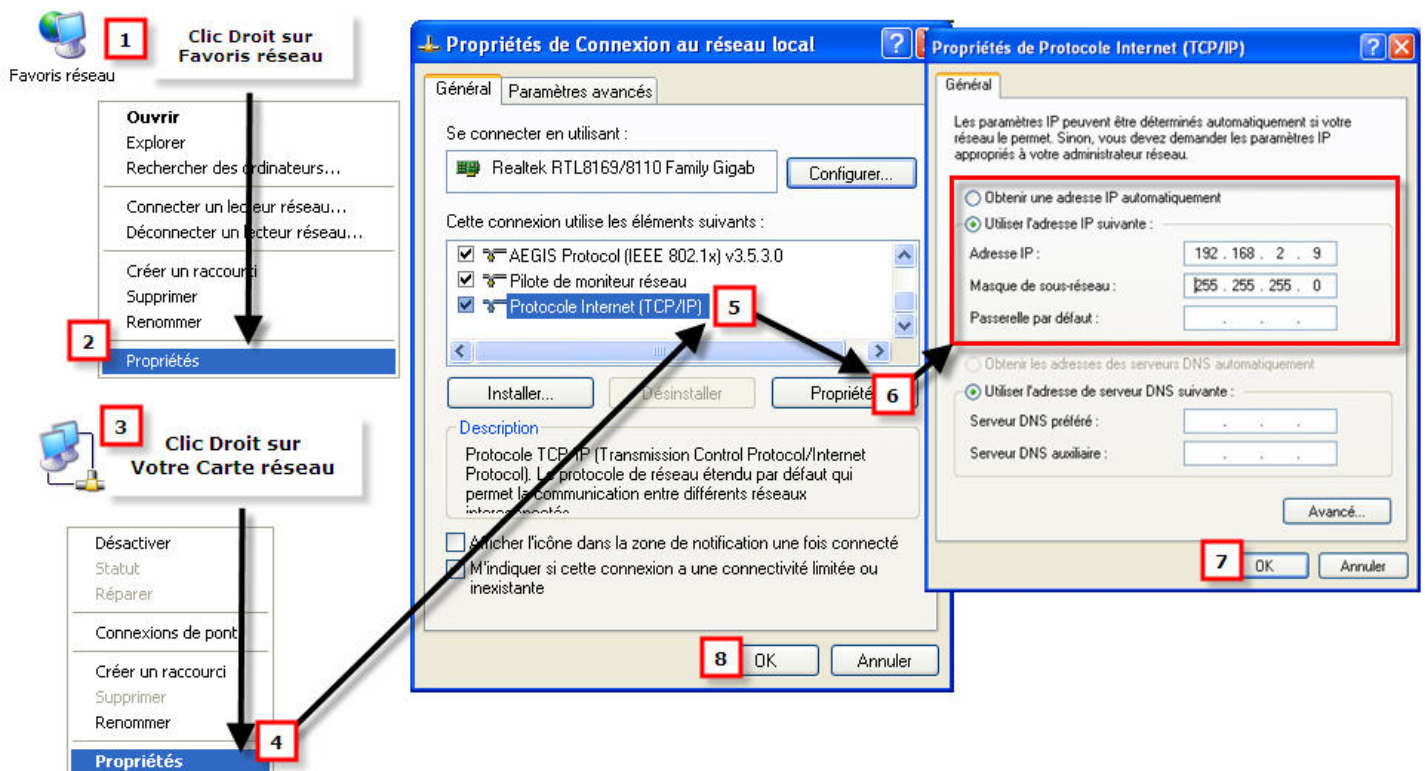 1
Clic Droit sur
Favoris réseau
Favoris réseau
Ouvrir
Explorer
Rechercher des ordinateurs...
Connecter un lecteur réseau...
Déconnecter un lecteur réseau...
Créer un raccourci
Supprimer
Renommer
2
Propriétés
3
Clic Droit sur
Votre Carte réseau
Désactiver
Statut
Réparer
Connexions de pont
Créer un raccourci
Supprimer
Renommer
4
Propriétés
Propriétés de Connexion au réseau local
Général
Paramètres avancés
Se connecter en utilisant :
Realtek RTL8169/8110 Family Gigab
Configurer...
Cette connexion utilise les éléments suivants :
AEGIS Protocol (IEEE 802.1x) v3.5.3.0
Pilote de moniteur réseau
Protocole Internet (TCP/IP)
5
Installer...
Désinstaller
Propriété
6
Description
Protocole TCP/IP (Transmission Control Protocol/Internet
Protocol). Le protocole de réseau étendu par défaut qui
permet la communication entre différents réseaux
interconnectés
Afficher l'icône dans la zone de notification une fois connecté
M'indiquer si cette connexion a une connectivité limitée ou
inexistante
8
OK
Annuler
Propriétés de Protocole Internet (TCP/IP)
Général
Les paramètres IP peuvent être déterminés automatiquement si votre
réseau le permet. Sinon, vous devez demander les paramètres IP
appropriés à votre administrateur réseau.
Obtenir une adresse IP automatiquement
Utiliser l'adresse IP suivante :
Adresse IP : 192 . 168 . 2 . 9
Masque de sous-réseau : 255 . 255 . 255 . 0
Passerelle par défaut : . . .
Obtenir les adresses des serveurs DNS automatiquement
Utiliser l'adresse de serveur DNS suivante :
Serveur DNS préféré : . . .
Serveur DNS auxiliaire : . . .
Avancé...
7
OK
Annuler